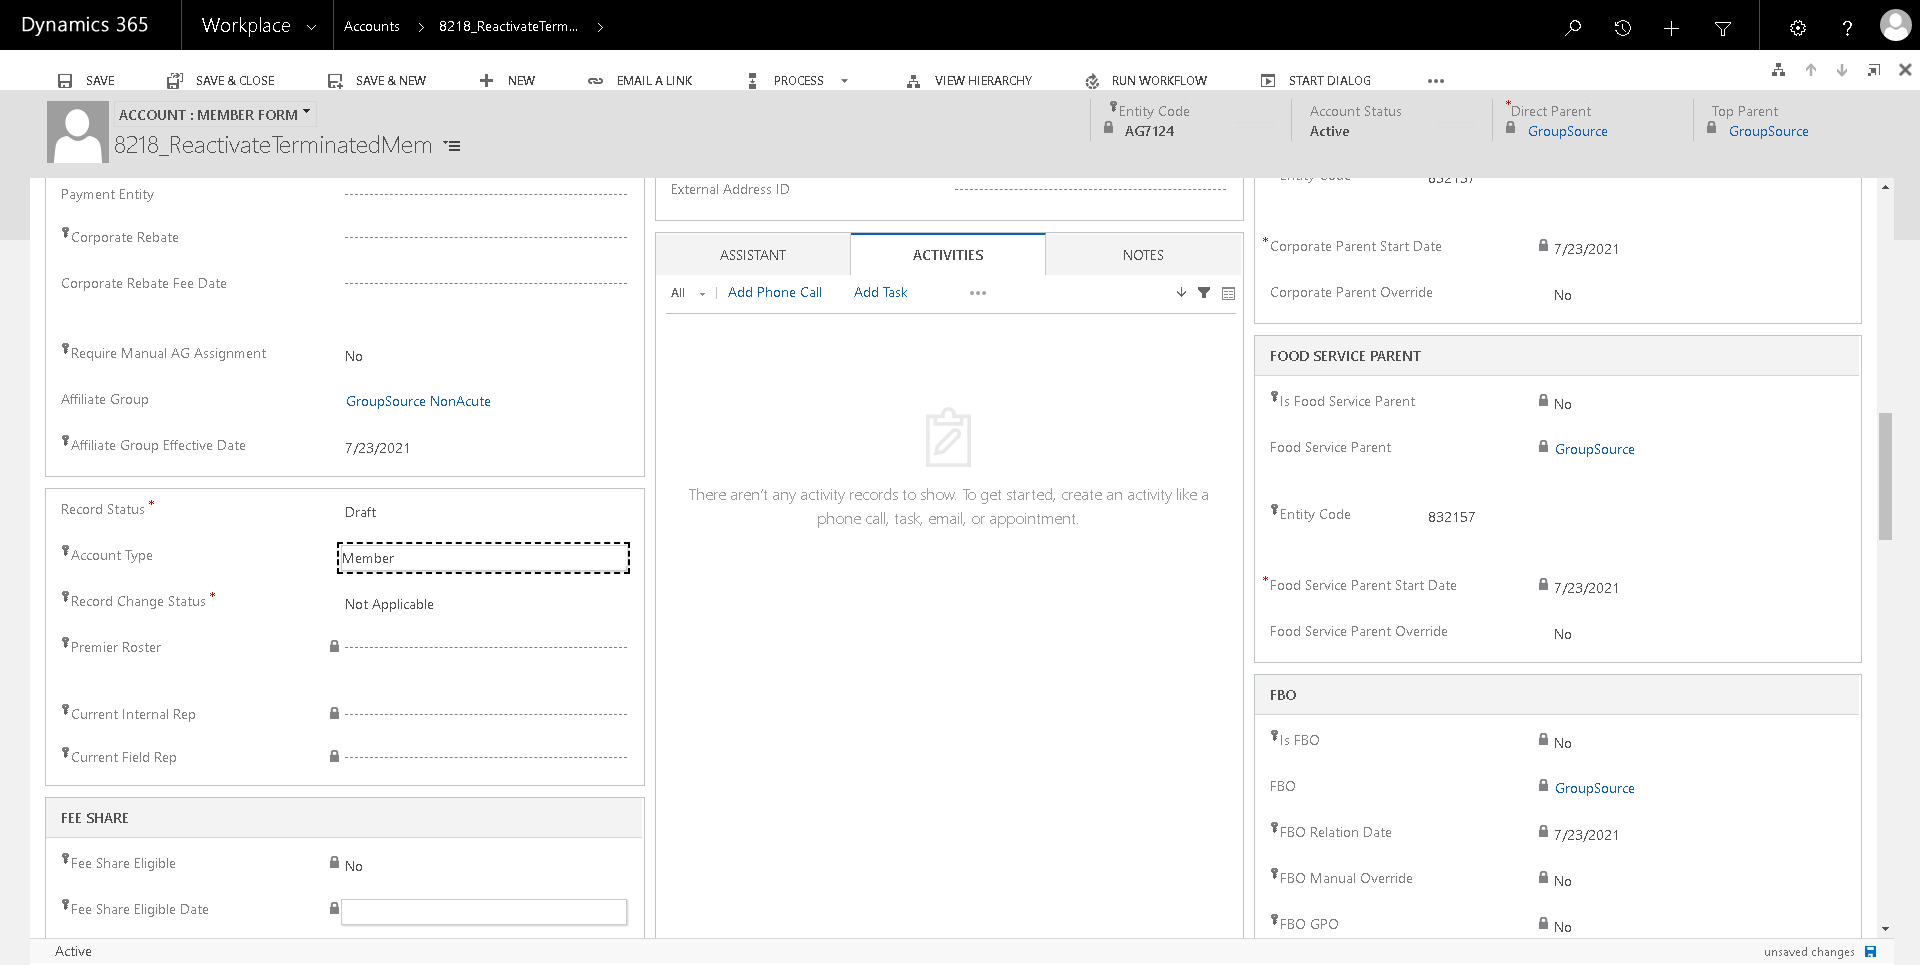 Dynamics 365
Workplace
Accounts
8218_ReactivateTerm...
SAVE
SAVE & CLOSE
SAVE & NEW
NEW
EMAIL A LINK
PROCESS
VIEW HIERARCHY
RUN WORKFLOW
START DIALOG
ACCOUNT : MEMBER FORM
8218_ReactivateTerminatedMem
Entity Code
AG7124
Account Status
Active
*Direct Parent
GroupSource
Top Parent
GroupSource
Payment Entity
Corporate Rebate
Corporate Rebate Fee Date
Require Manual AG Assignment
No
Affiliate Group
GroupSource NonAcute
Affiliate Group Effective Date
7/23/2021
Record Status *
Draft
Account Type
Member
Record Change Status *
Not Applicable
Premier Roster
Current Internal Rep
Current Field Rep
FEE SHARE
Fee Share Eligible
No
Fee Share Eligible Date
External Address ID
ASSISTANT
ACTIVITIES
NOTES
All
Add Phone Call
Add Task
There aren't any activity records to show. To get started, create an activity like a
phone call, task, email, or appointment.
Entity Code
832157
*Corporate Parent Start Date
7/23/2021
Corporate Parent Override
No
FOOD SERVICE PARENT
Is Food Service Parent
No
Food Service Parent
GroupSource
Entity Code
832157
*Food Service Parent Start Date
7/23/2021
Food Service Parent Override
No
FBO
Is FBO
No
FBO
GroupSource
FBO Relation Date
7/23/2021
FBO Manual Override
No
FBO GPO
No
Active
unsaved changes